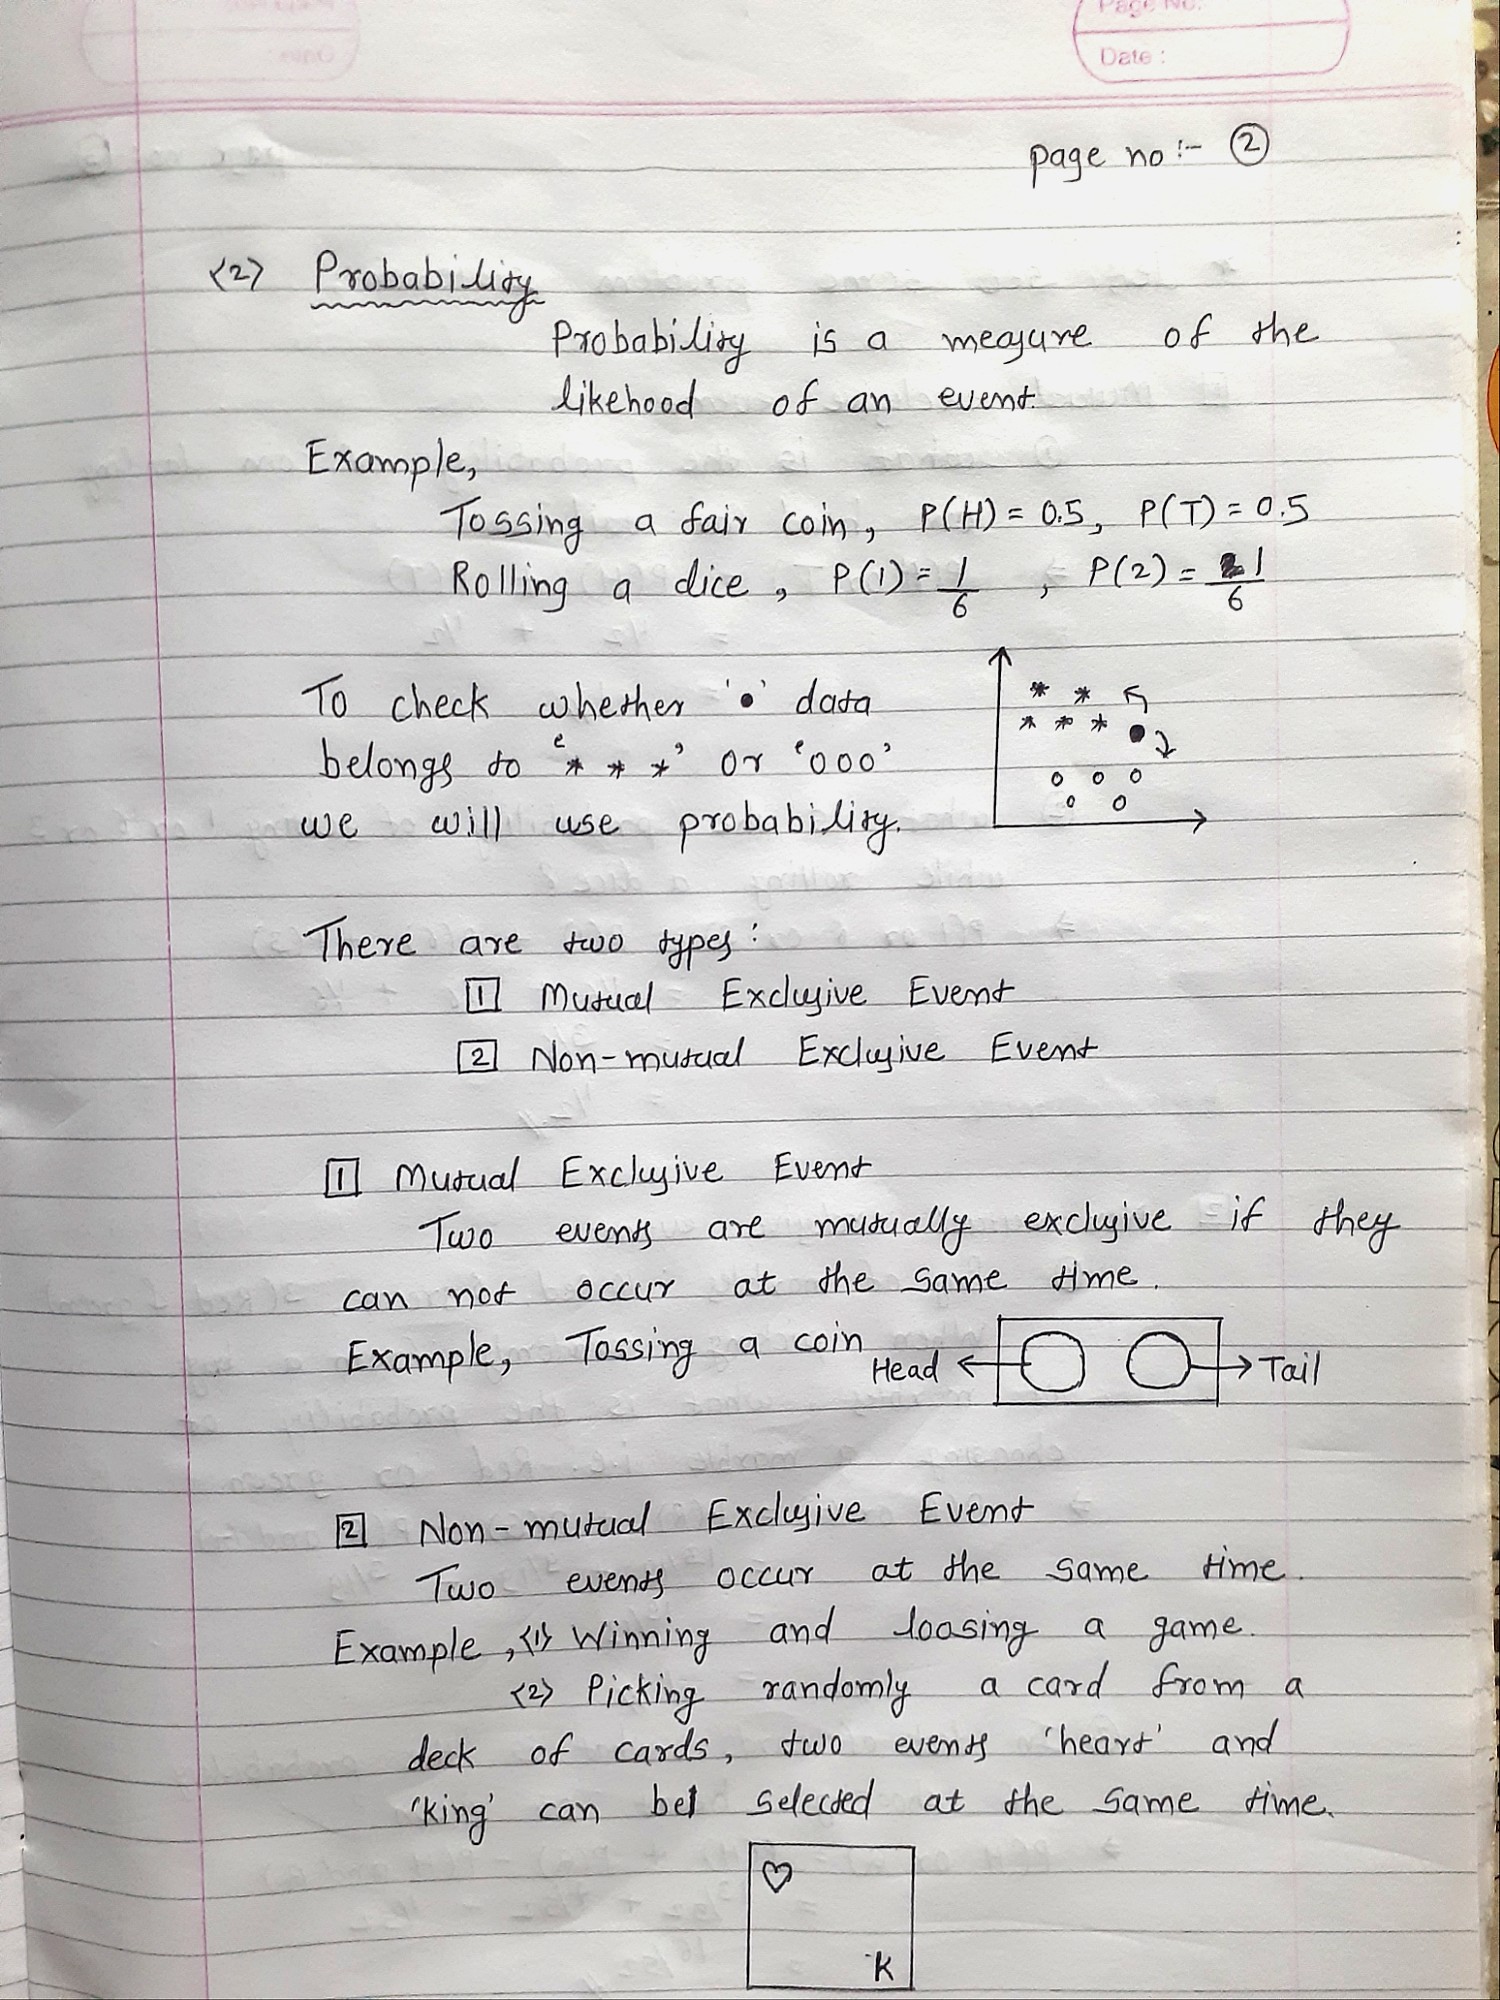 Page No.
Date :
page no :- ②
<2> Probability
Probability is a measure of the
likehood of an event.
Example,
Tossing a fair coin, P(H) = 0.5, P(T) = 0.5
Rolling a dice, P(1) = 1/6 , P(2) = 1/6
To check whether '●' data
belongs to '* * *' or 'ooo'
we will use probability.
There are two types:
1 Mutual Exclusive Event
2 Non-mutual Exclusive Event
1 Mutual Exclusive Event
Two events are mutually exclusive if they
can not occur at the same time.
Example, Tossing a coin
Head
Tail
2 Non-mutual Exclusive Event
Two events occur at the same time.
Example, <1> Winning and loosing a game.
<2> Picking randomly a card from a
deck of cards, two events 'heart' and
'king' can be selected at the same time.
♡
K